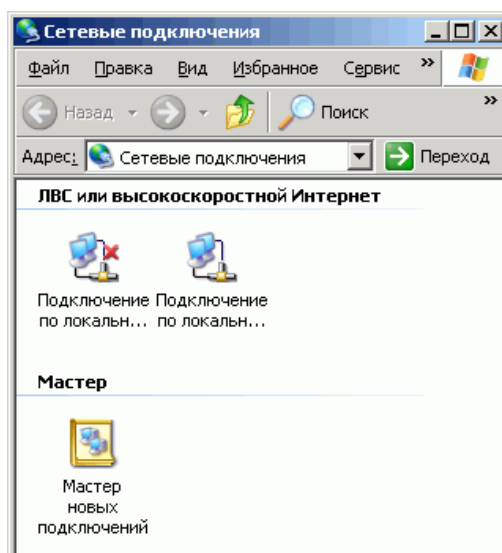 Сетевые подключения
Файл Правка Вид Избранное Сервис »
Назад Поиск »
Адрес: Сетевые подключения Переход
ЛВС или высокоскоростной Интернет
Подключение Подключение
по локальн... по локальн...
Мастер
Мастер
новых
подключений